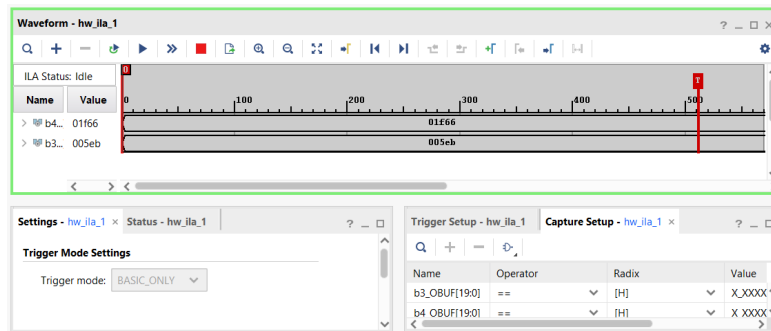 Waveform - hw_ila_1
? _ □ X
ILA Status: Idle
0
Name Value
0 100 200 300 400 500
T
b4... 01f66
01f66
b3... 005eb
005eb
Settings - hw_ila_1 × Status - hw_ila_1 ? _ □
Trigger Setup - hw_ila_1 Capture Setup - hw_ila_1 × ? _
Trigger Mode Settings
Trigger mode: BASIC_ONLY
Name Operator Radix Value
b3_OBUF[19:0] == [H] X_XXXX
b4_OBUF[19:0] == [H] X_XXXX